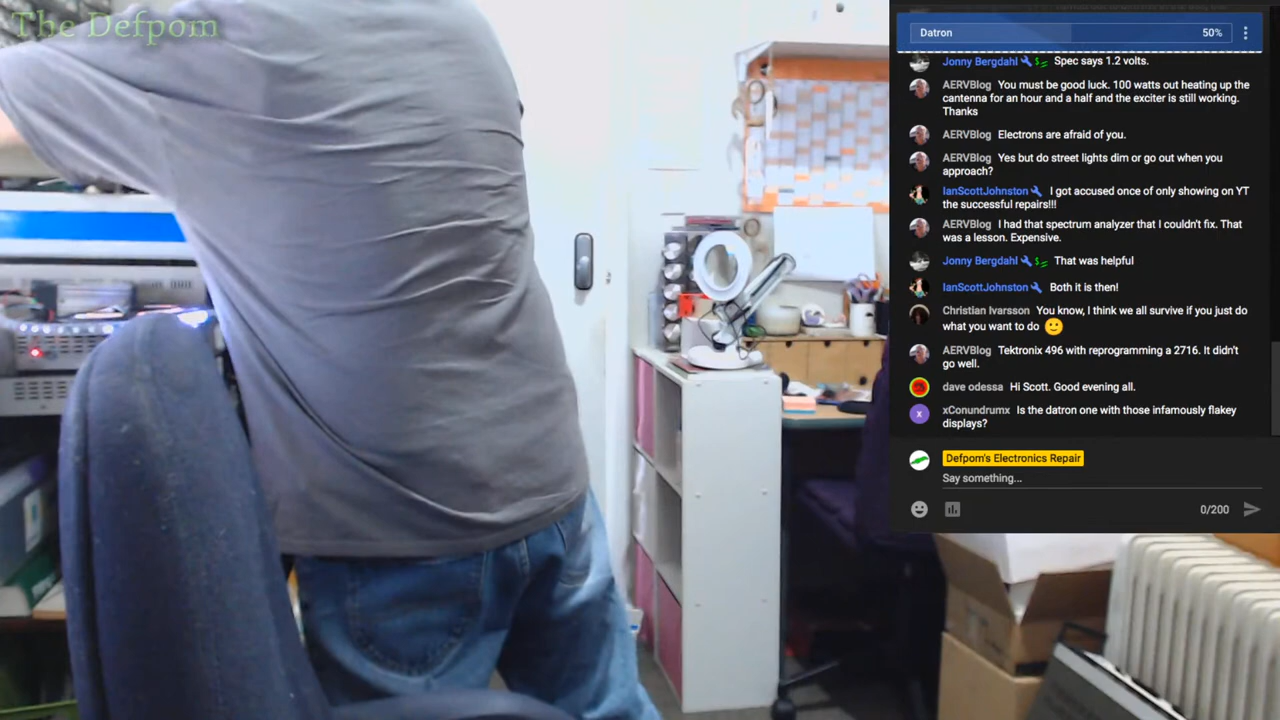 The Defpom
Datron
50%
Jonny Bergdahl Spec says 1.2 volts.
AERVBlog You must be good luck. 100 watts out heating up the
cantenna for an hour and a half and the exciter is still working.
Thanks
AERVBlog Electrons are afraid of you.
AERVBlog Yes but do street lights dim or go out when you
approach?
IanScottJohnston I got accused once of only showing on YT
the successful repairs!!!
AERVBlog I had that spectrum analyzer that I couldn't fix. That
was a lesson. Expensive.
Jonny Bergdahl That was helpful
IanScottJohnston Both it is then!
Christian Ivarsson You know, I think we all survive if you just do
what you want to do 🙂
AERVBlog Tektronix 496 with reprogramming a 2716. It didn't
go well.
dave odessa Hi Scott. Good evening all.
x xConundrumx Is the datron one with those infamously flakey
displays?
Defpom's Electronics Repair
Say something...
0/200